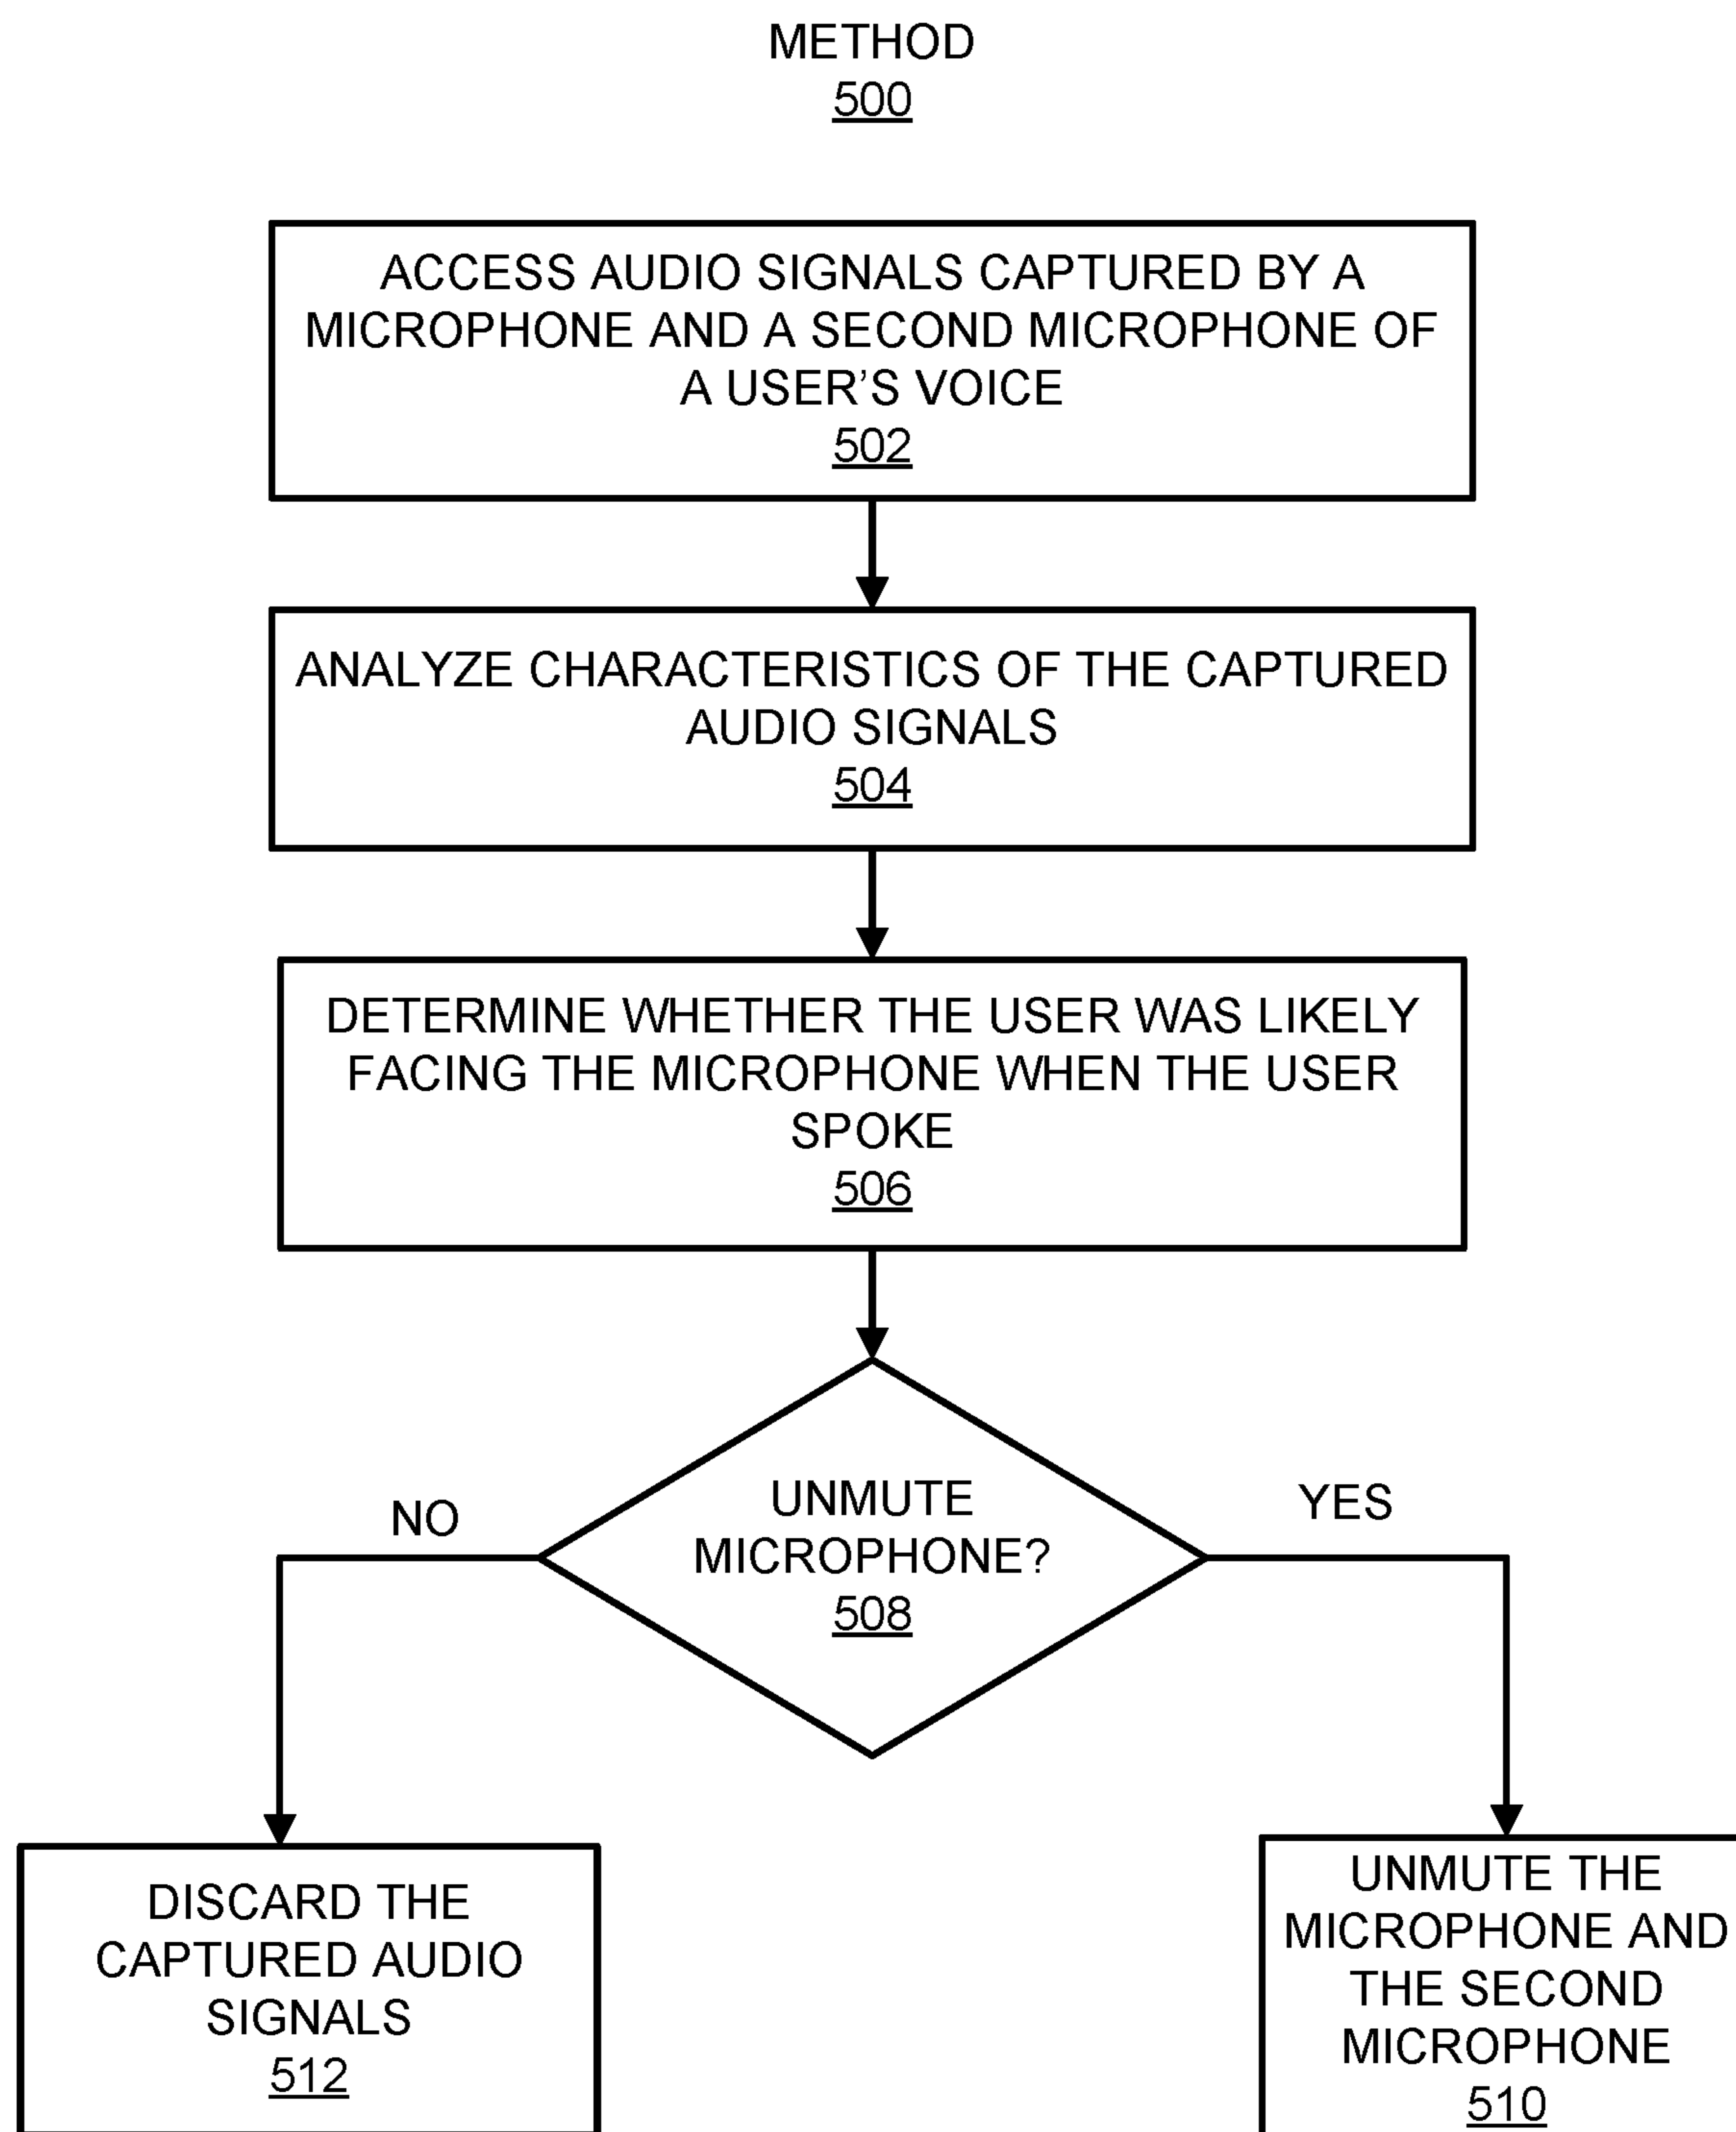 METHOD
500
ACCESS AUDIO SIGNALS CAPTURED BY A
MICROPHONE AND A SECOND MICROPHONE OF
A USER’S VOICE
502
ANALYZE CHARACTERISTICS OF THE CAPTURED
AUDIO SIGNALS
504
DETERMINE WHETHER THE USER WAS LIKELY
FACING THE MICROPHONE WHEN THE USER
SPOKE
506
UNMUTE
MICROPHONE?
508
NO
YES
DISCARD THE
CAPTURED AUDIO
SIGNALS
512
UNMUTE THE
MICROPHONE AND
THE SECOND
MICROPHONE
510